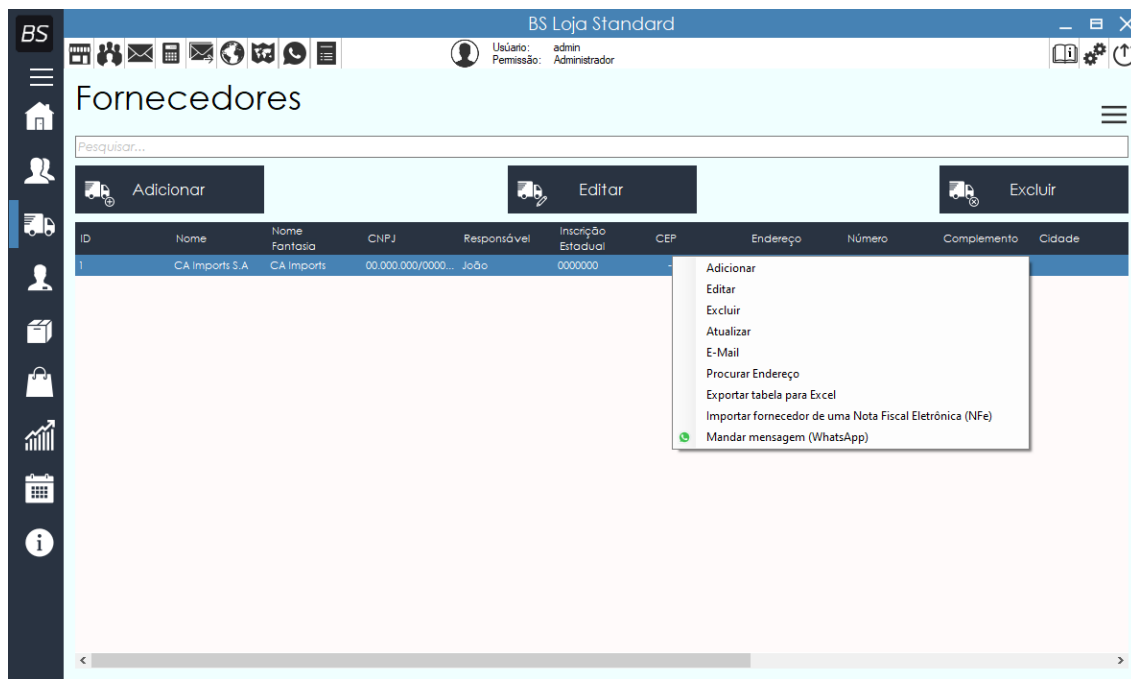 BS
BS Loja Standard
Usúario: admin
Permissão: Administrador
Fornecedores
Pesquisar...
Adicionar
Editar
Excluir
ID Nome Nome Fantasia CNPJ Responsável Inscrição Estadual CEP Endereço Número Complemento Cidade
1 CA Imports S.A CA Imports 00.000.000/0000... João 0000000 -
Adicionar
Editar
Excluir
Atualizar
E-Mail
Procurar Endereço
Exportar tabela para Excel
Importar fornecedor de uma Nota Fiscal Eletrônica (NFe)
Mandar mensagem (WhatsApp)